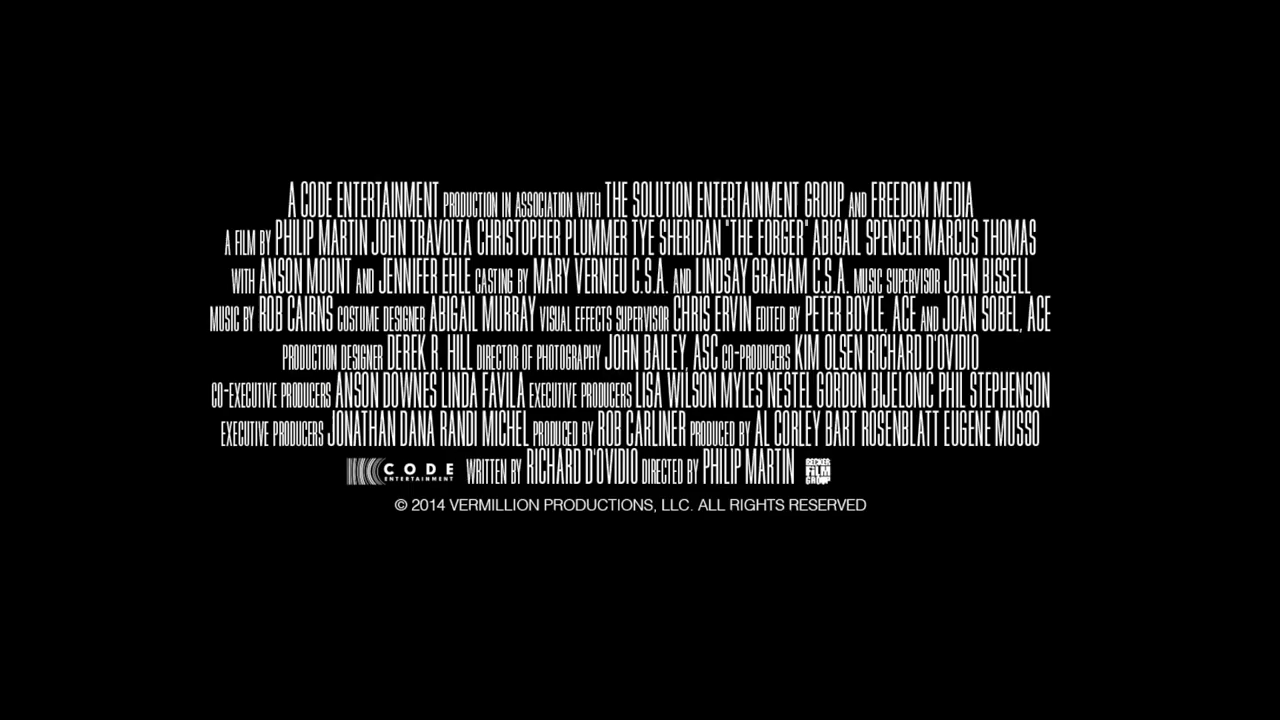 A CODE ENTERTAINMENT PRODUCTION IN ASSOCIATION WITH THE SOLUTION ENTERTAINMENT GROUP AND FREEDOM MEDIA
A FILM BY PHILIP MARTIN JOHN TRAVOLTA CHRISTOPHER PLUMMER TYE SHERIDAN "THE FORGER" ABIGAIL SPENCER MARCUS THOMAS
WITH ANSON MOUNT AND JENNIFER EHLE CASTING BY MARY VERNIEU C.S.A. AND LINDSAY GRAHAM C.S.A. MUSIC SUPERVISOR JOHN BISSELL
MUSIC BY ROB CAIRNS COSTUME DESIGNER ABIGAIL MURRAY VISUAL EFFECTS SUPERVISOR CHRIS ERVIN EDITED BY PETER BOYLE, ACE AND JOAN SOBEL, ACE
PRODUCTION DESIGNER DEREK R. HILL DIRECTOR OF PHOTOGRAPHY JOHN BAILEY, ASC CO-PRODUCERS KIM OLSEN RICHARD D'OVIDIO
CO-EXECUTIVE PRODUCERS ANSON DOWNES LINDA FAVILA EXECUTIVE PRODUCERS LISA WILSON MYLES NESTEL GORDON BIJELONIC PHIL STEPHENSON
EXECUTIVE PRODUCERS JONATHAN DANA RANDI MICHEL PRODUCED BY ROB CARLINER PRODUCED BY AL CORLEY BART ROSENBLATT EUGENE MUSSO
CODE ENTERTAINMENT WRITTEN BY RICHARD D'OVIDIO DIRECTED BY PHILIP MARTIN BECKER FILM GROUP
© 2014 VERMILLION PRODUCTIONS, LLC. ALL RIGHTS RESERVED